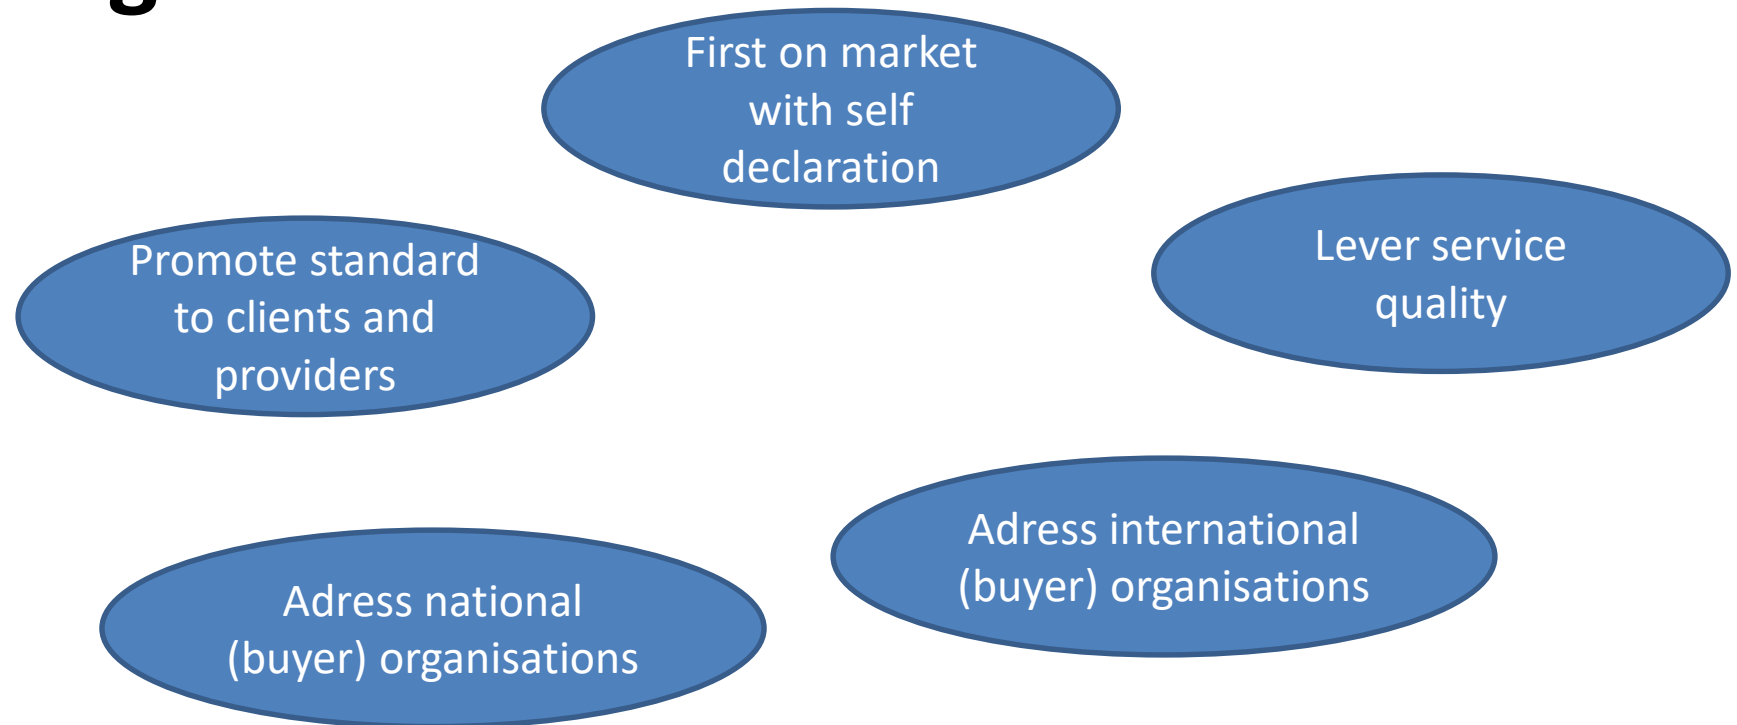 First on market
with self
declaration
Lever service
quality
Promote standard
to clients and
providers
Adress international
(buyer) organisations
Adress national
(buyer) organisations